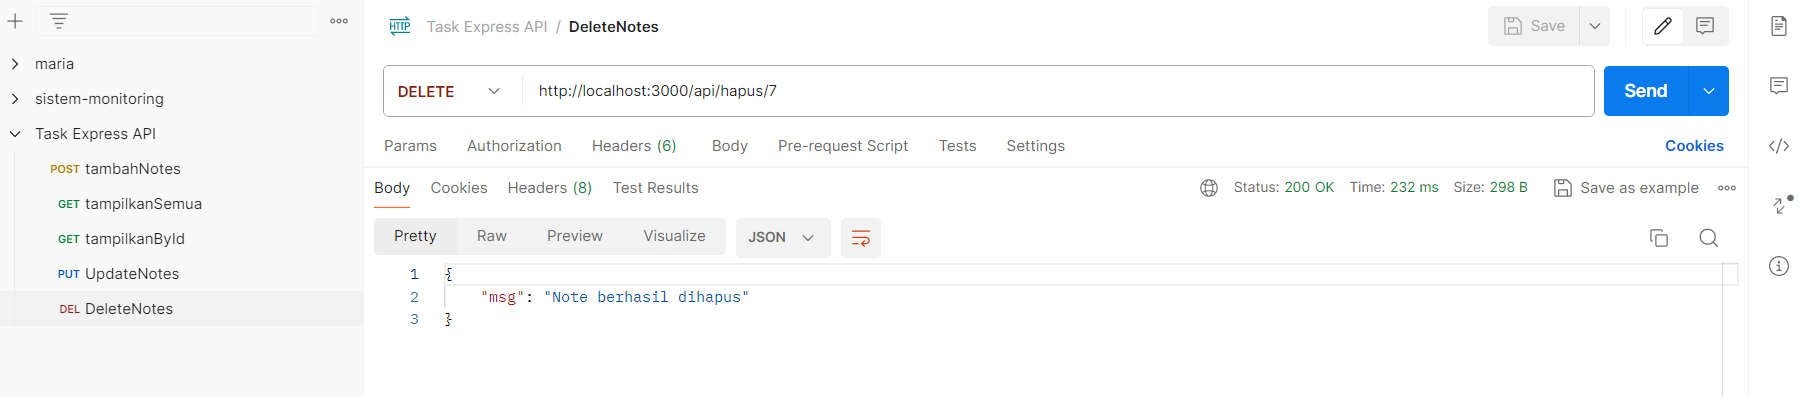 HTTP Task Express API / DeleteNotes
Save
maria
sistem-monitoring
Task Express API
POST tambahNotes
GET tampilkanSemua
GET tampilkanById
PUT UpdateNotes
DEL DeleteNotes
DELETE http://localhost:3000/api/hapus/7
Send
Params Authorization Headers (6) Body Pre-request Script Tests Settings Cookies
Body Cookies Headers (8) Test Results Status: 200 OK Time: 232 ms Size: 298 B Save as example
Pretty Raw Preview Visualize JSON
1 {
2 "msg": "Note berhasil dihapus"
3 }